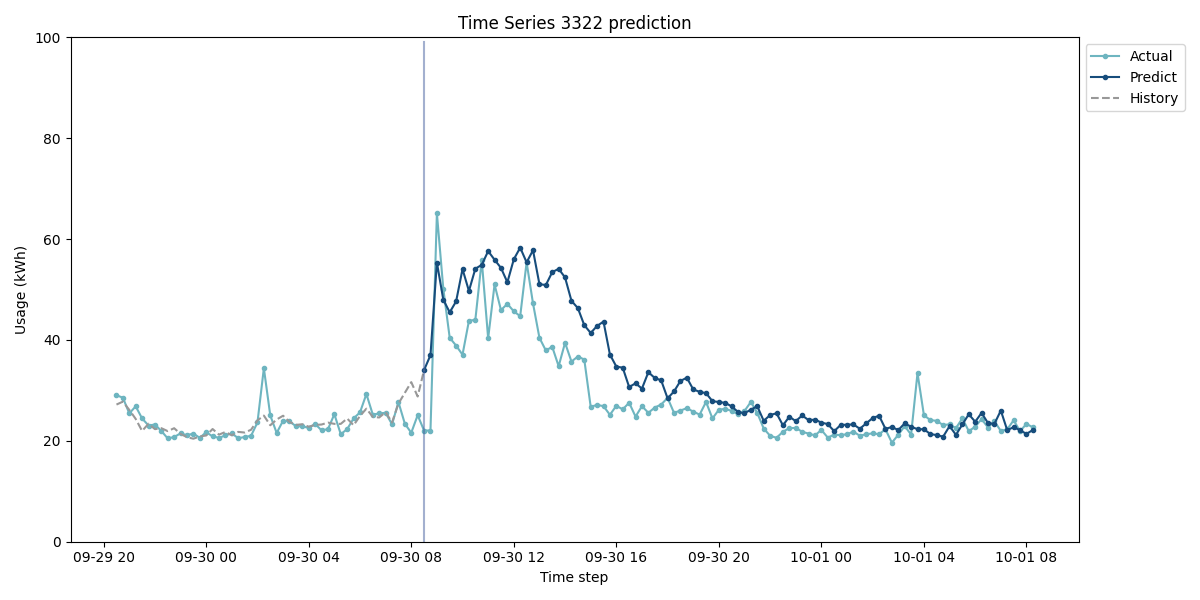 Time Series 3322 prediction
Usage (kWh)
100
80
60
40
20
0
09-29 20
09-30 00
09-30 04
09-30 08
09-30 12
09-30 16
09-30 20
10-01 00
10-01 04
10-01 08
Time step
Actual
Predict
History